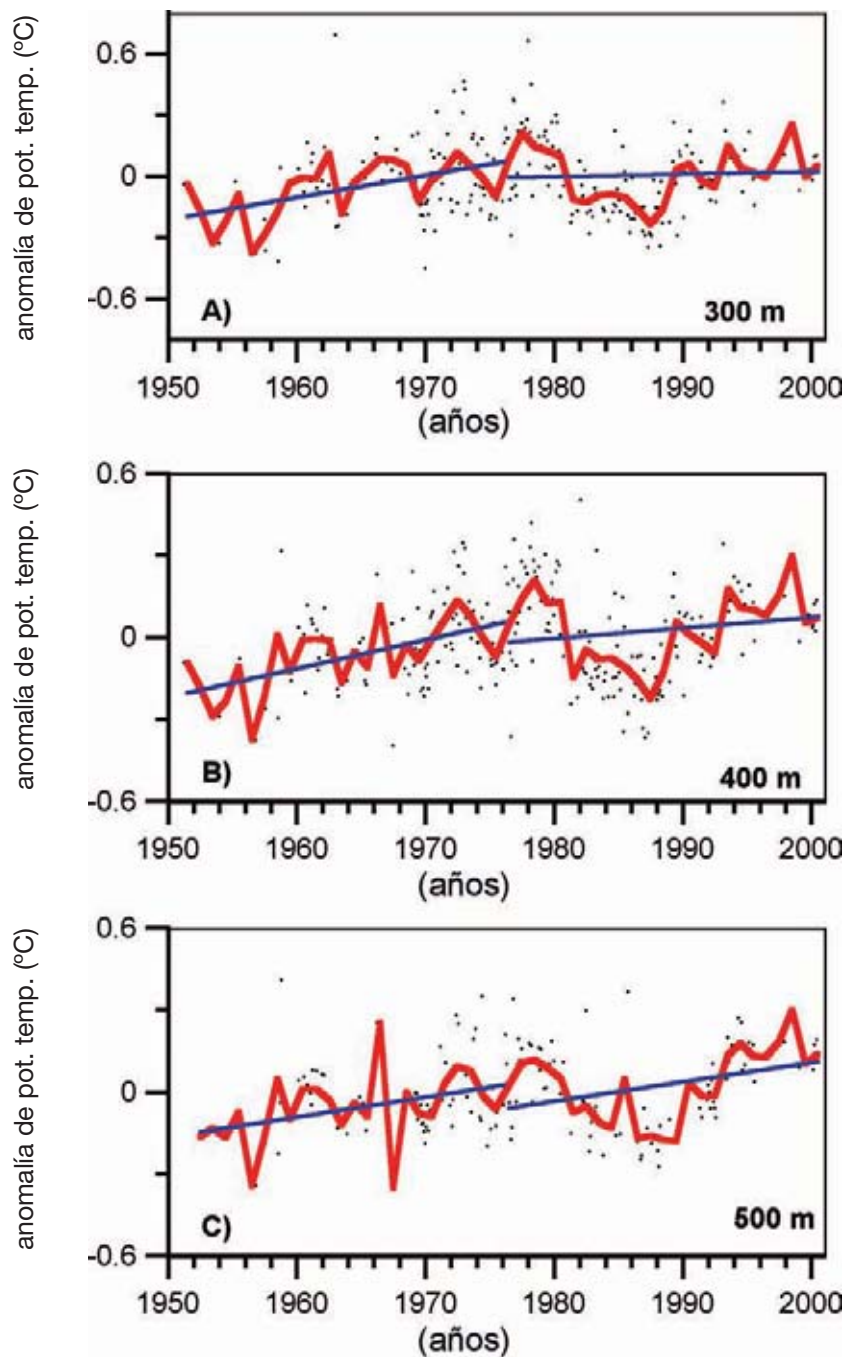 anomalía de pot. temp. (ºC)
0.6
0
-0.6
A)
300 m
1950
1960
1970
1980
1990
2000
(años)
anomalía de pot. temp. (ºC)
0.6
0
-0.6
B)
400 m
1950
1960
1970
1980
1990
2000
(años)
anomalía de pot. temp. (ºC)
0.6
0
-0.6
C)
500 m
1950
1960
1970
1980
1990
2000
(años)